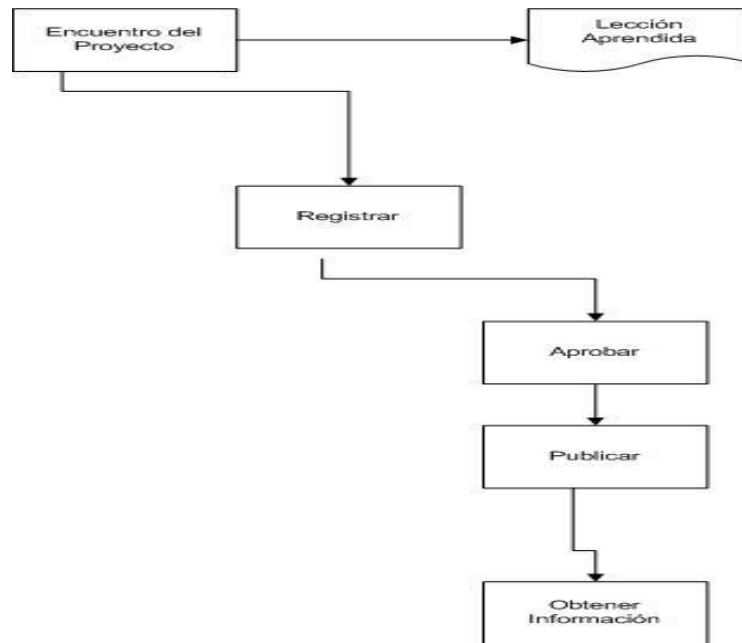 Encuentro del
Proyecto
Lección
Aprendida
Registrar
Aprobar
Publicar
Obtener
Información